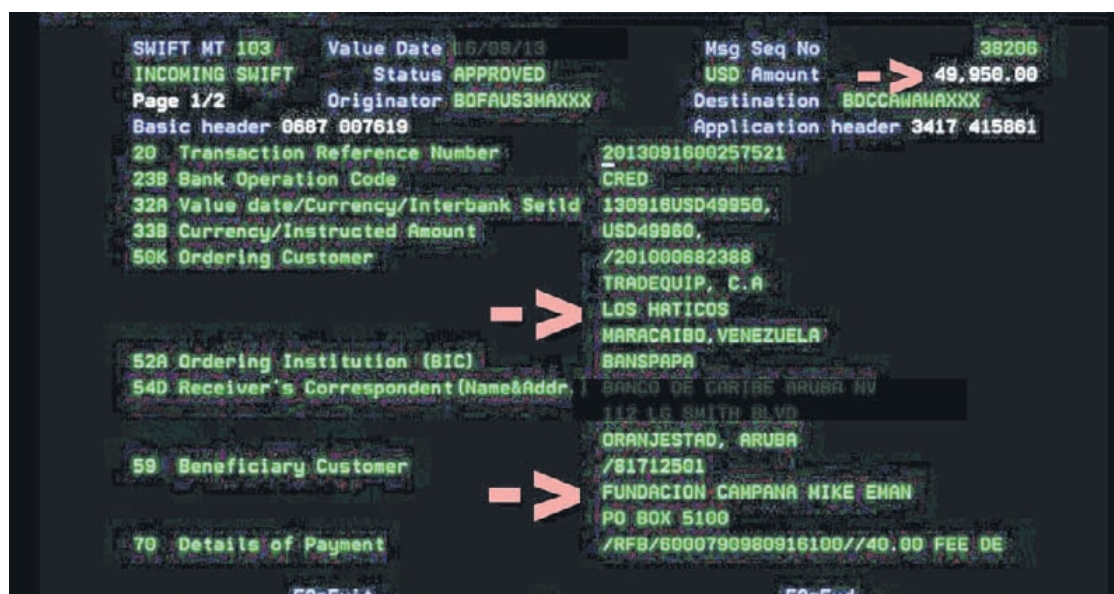 SWIFT MT 103 Value Date 16/09/13 Msg Seq No 38206
INCOMING SWIFT Status APPROVED USD Amount -> 49,950.00
Page 1/2 Originator BOFAUS3MAXXX Destination BDCCAWAWAXXX
Basic header 0687 007619 Application header 3417 415861
20 Transaction Reference Number 2013091600257521
23B Bank Operation Code CRED
32A Value date/Currency/Interbank Setld 130916USD49950,
33B Currency/Instructed Amount USD49960,
50K Ordering Customer /201000682388
TRADEQUIP, C.A
-> LOS HATICOS
MARACAIBO,VENEZUELA
52A Ordering Institution (BIC) BANSPAPA
54D Receiver's Correspondent(Name&Addr.) BANCO DE CARIBE ARUBA NV
112 LG SMITH BLVD
ORANJESTAD, ARUBA
59 Beneficiary Customer /81712501
-> FUNDACION CAMPANA MIKE EMAN
PO BOX 5100
70 Details of Payment /RFB/6000790980916100//40.00 FEE DE